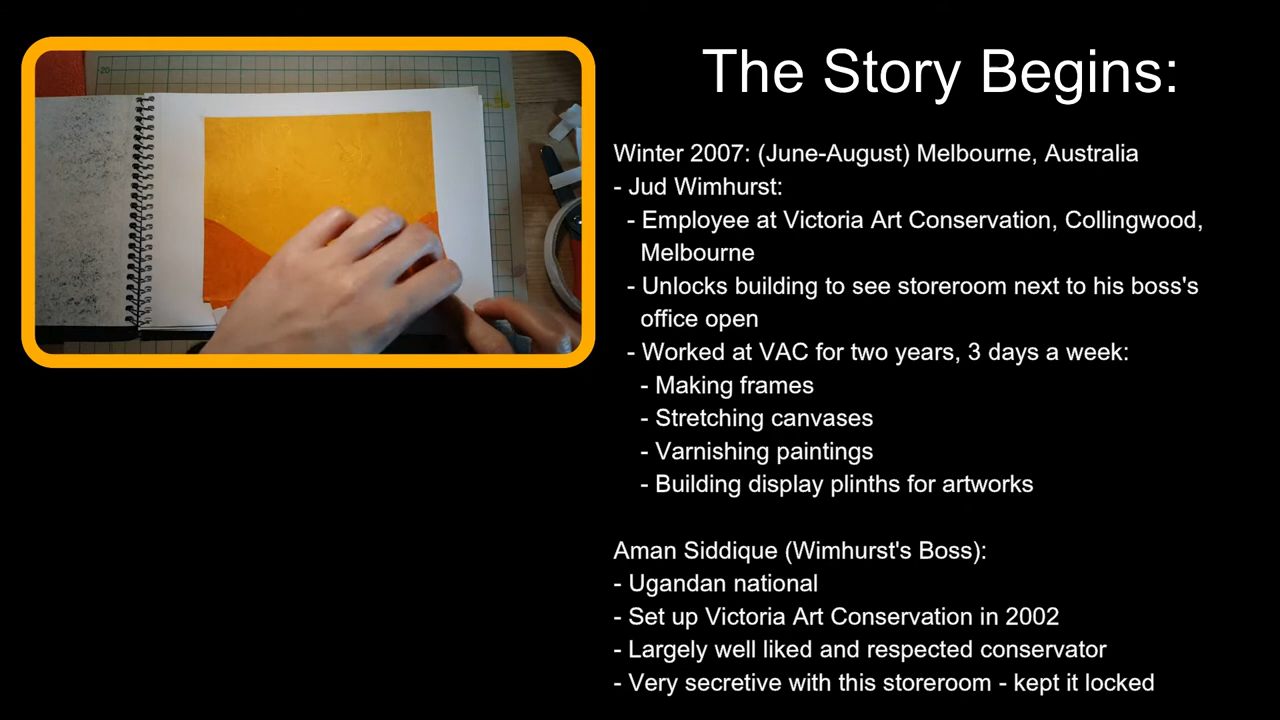 The Story Begins:
Winter 2007: (June-August) Melbourne, Australia
- Jud Wimhurst:
- Employee at Victoria Art Conservation, Collingwood,
Melbourne
- Unlocks building to see storeroom next to his boss's
office open
- Worked at VAC for two years, 3 days a week:
- Making frames
- Stretching canvases
- Varnishing paintings
- Building display plinths for artworks
Aman Siddique (Wimhurst's Boss):
- Ugandan national
- Set up Victoria Art Conservation in 2002
- Largely well liked and respected conservator
- Very secretive with this storeroom - kept it locked